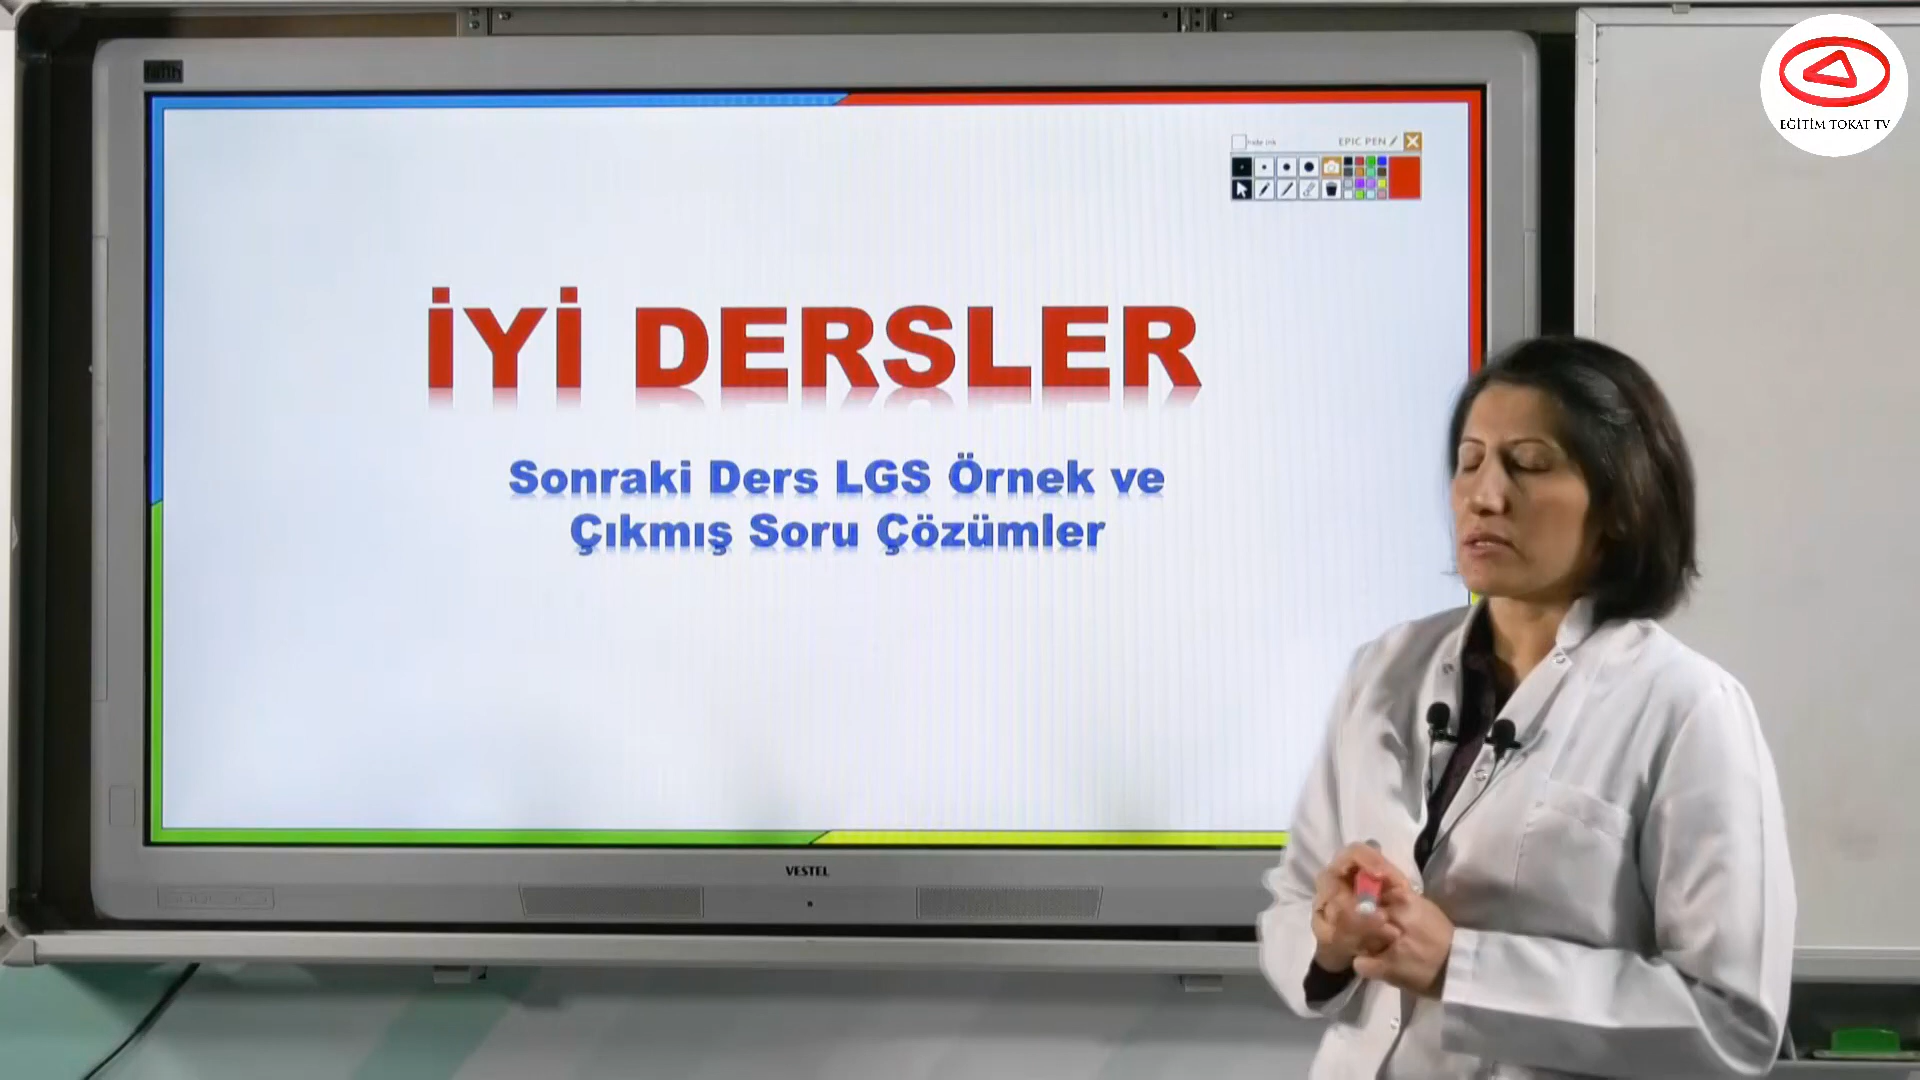 EĞİTİM TOKAT TV
EPIC PEN
İYİ DERSLER
Sonraki Ders LGS Örnek ve
Çıkmış Soru Çözümler
VESTEL